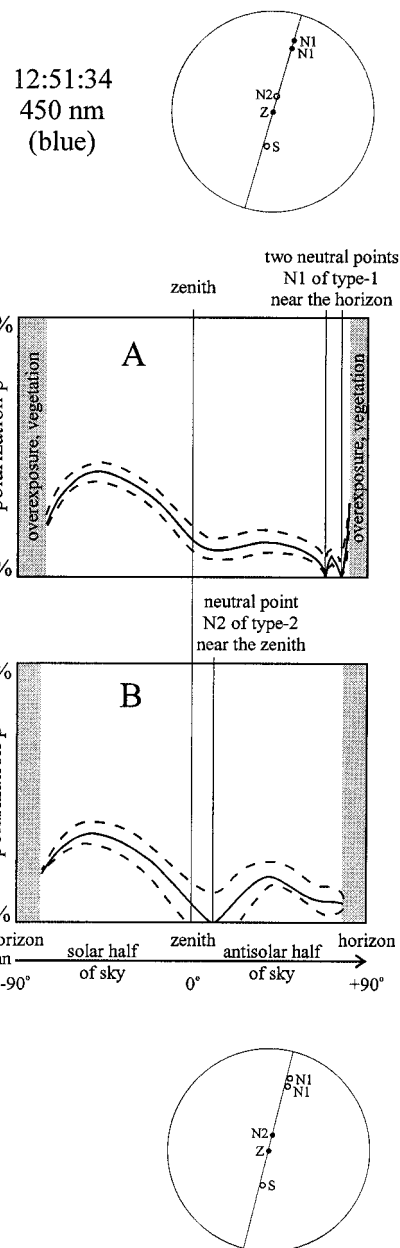 12:51:34
450 nm
(blue)
N1
N1
N2
Z
S
two neutral points
N1 of type-1
near the horizon
zenith
%
A
overexposure, vegetation
overexposure, vegetation
%
neutral point
N2 of type-2
near the zenith
%
B
%
zenith
horizon
solar half
of sky
antisolar half
of sky
-90°
0°
+90°
N1
N1
N2
Z
S